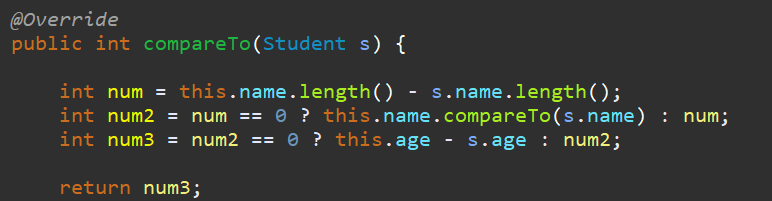 @Override
public int compareTo(Student s) {
int num = this.name.length() - s.name.length();
int num2 = num == 0 ? this.name.compareTo(s.name) : num;
int num3 = num2 == 0 ? this.age - s.age : num2;
return num3;